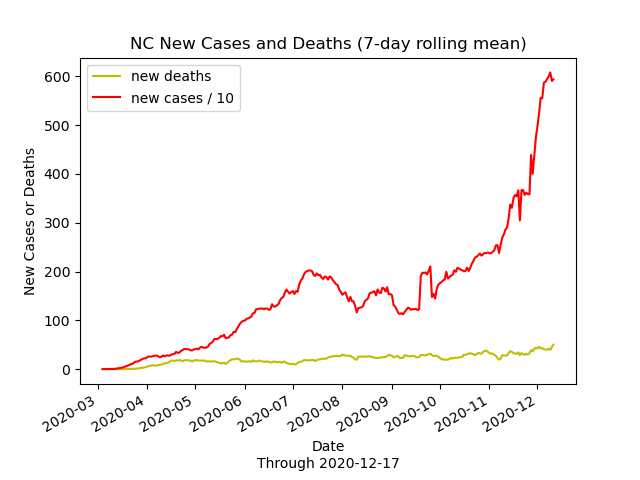 NC New Cases and Deaths (7-day rolling mean)
new deaths
new cases / 10
600
500
400
300
200
100
0
New Cases or Deaths
2020-03
2020-04
2020-05
2020-06
2020-07
2020-08
2020-09
2020-10
2020-11
2020-12
Date
Through 2020-12-17